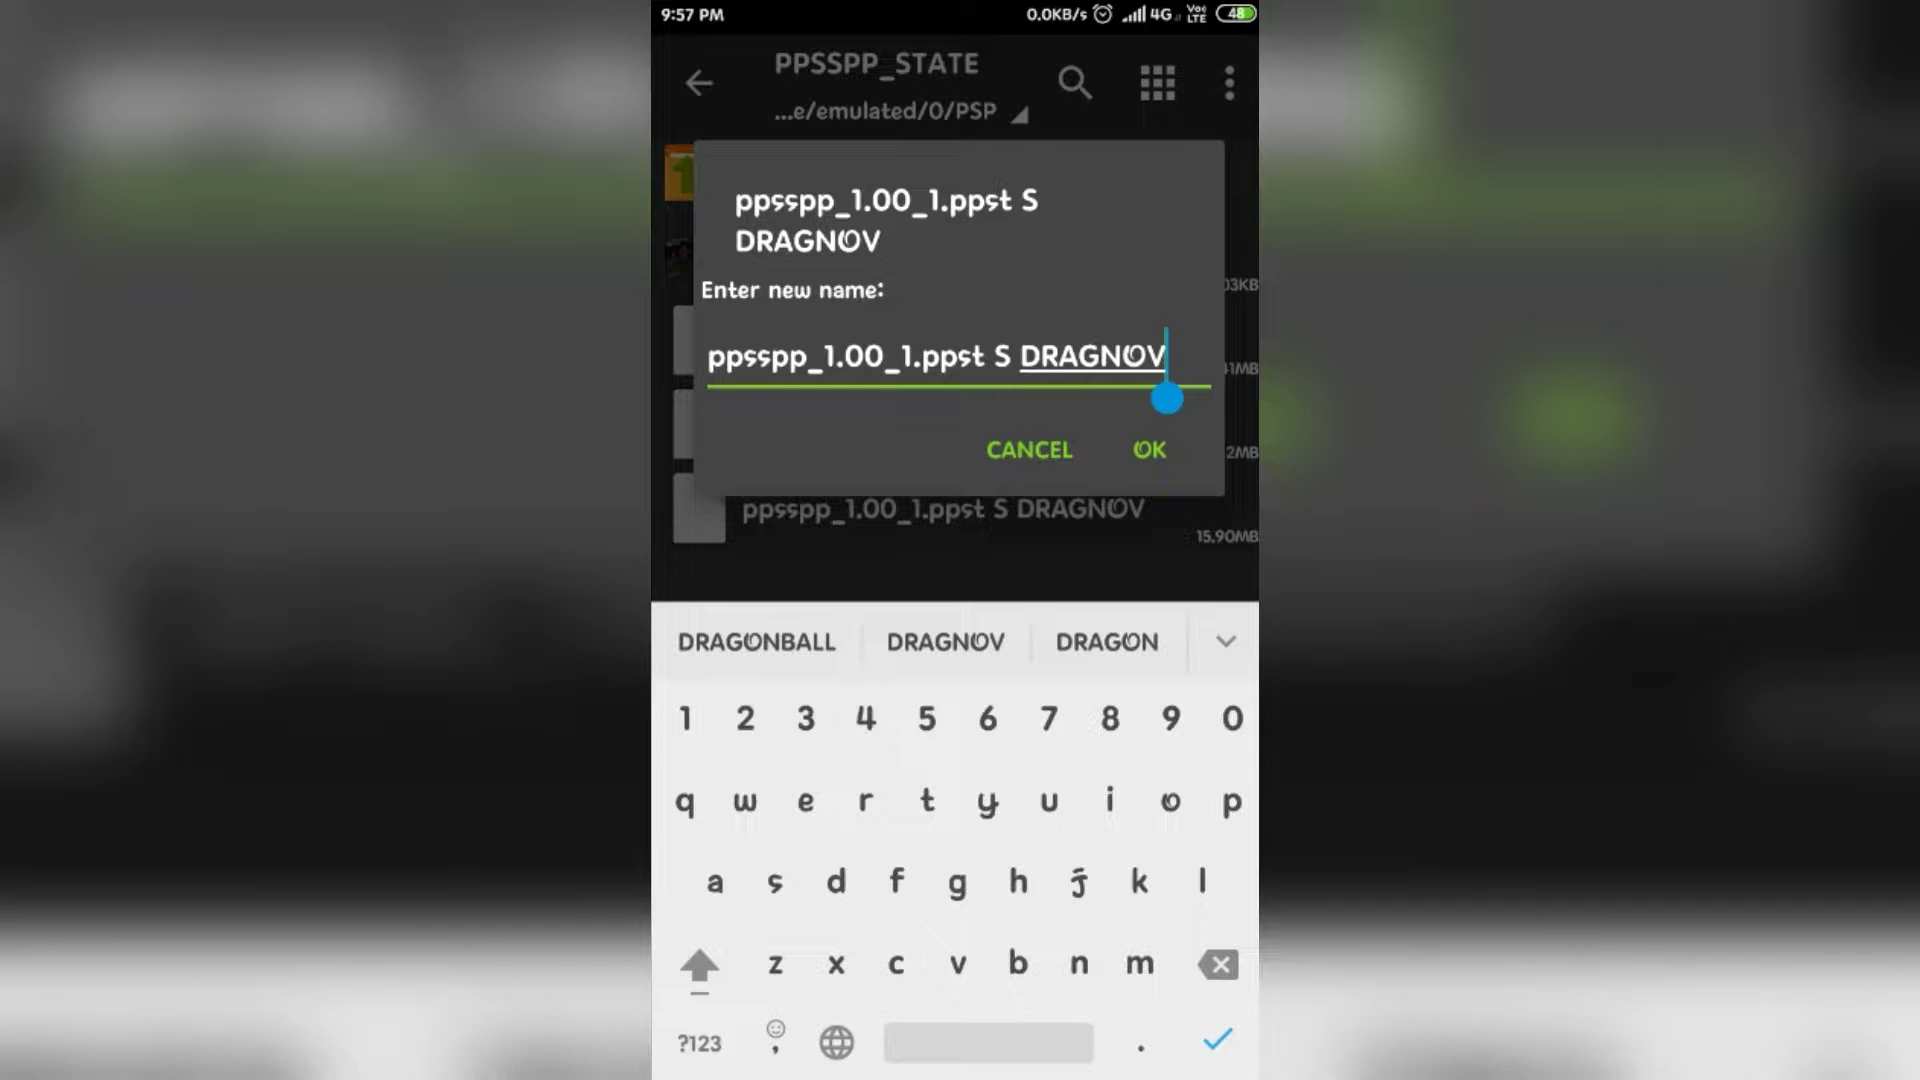 9:57 PM
0.0KB/s 4G VoLTE 48
PPSSPP_STATE
...e/emulated/0/PSP
ppsspp_1.00_1.ppst S
DRAGNOV
Enter new name:
03KB
ppsspp_1.00_1.ppst S DRAGNOV
1MB
CANCEL OK
2MB
ppsspp_1.00_1.ppst S DRAGNOV
15.90MB
DRAGONBALL DRAGNOV DRAGON
1 2 3 4 5 6 7 8 9 0
q w e r t y u i o p
a s d f g h j k l
z x c v b n m
?123 , .